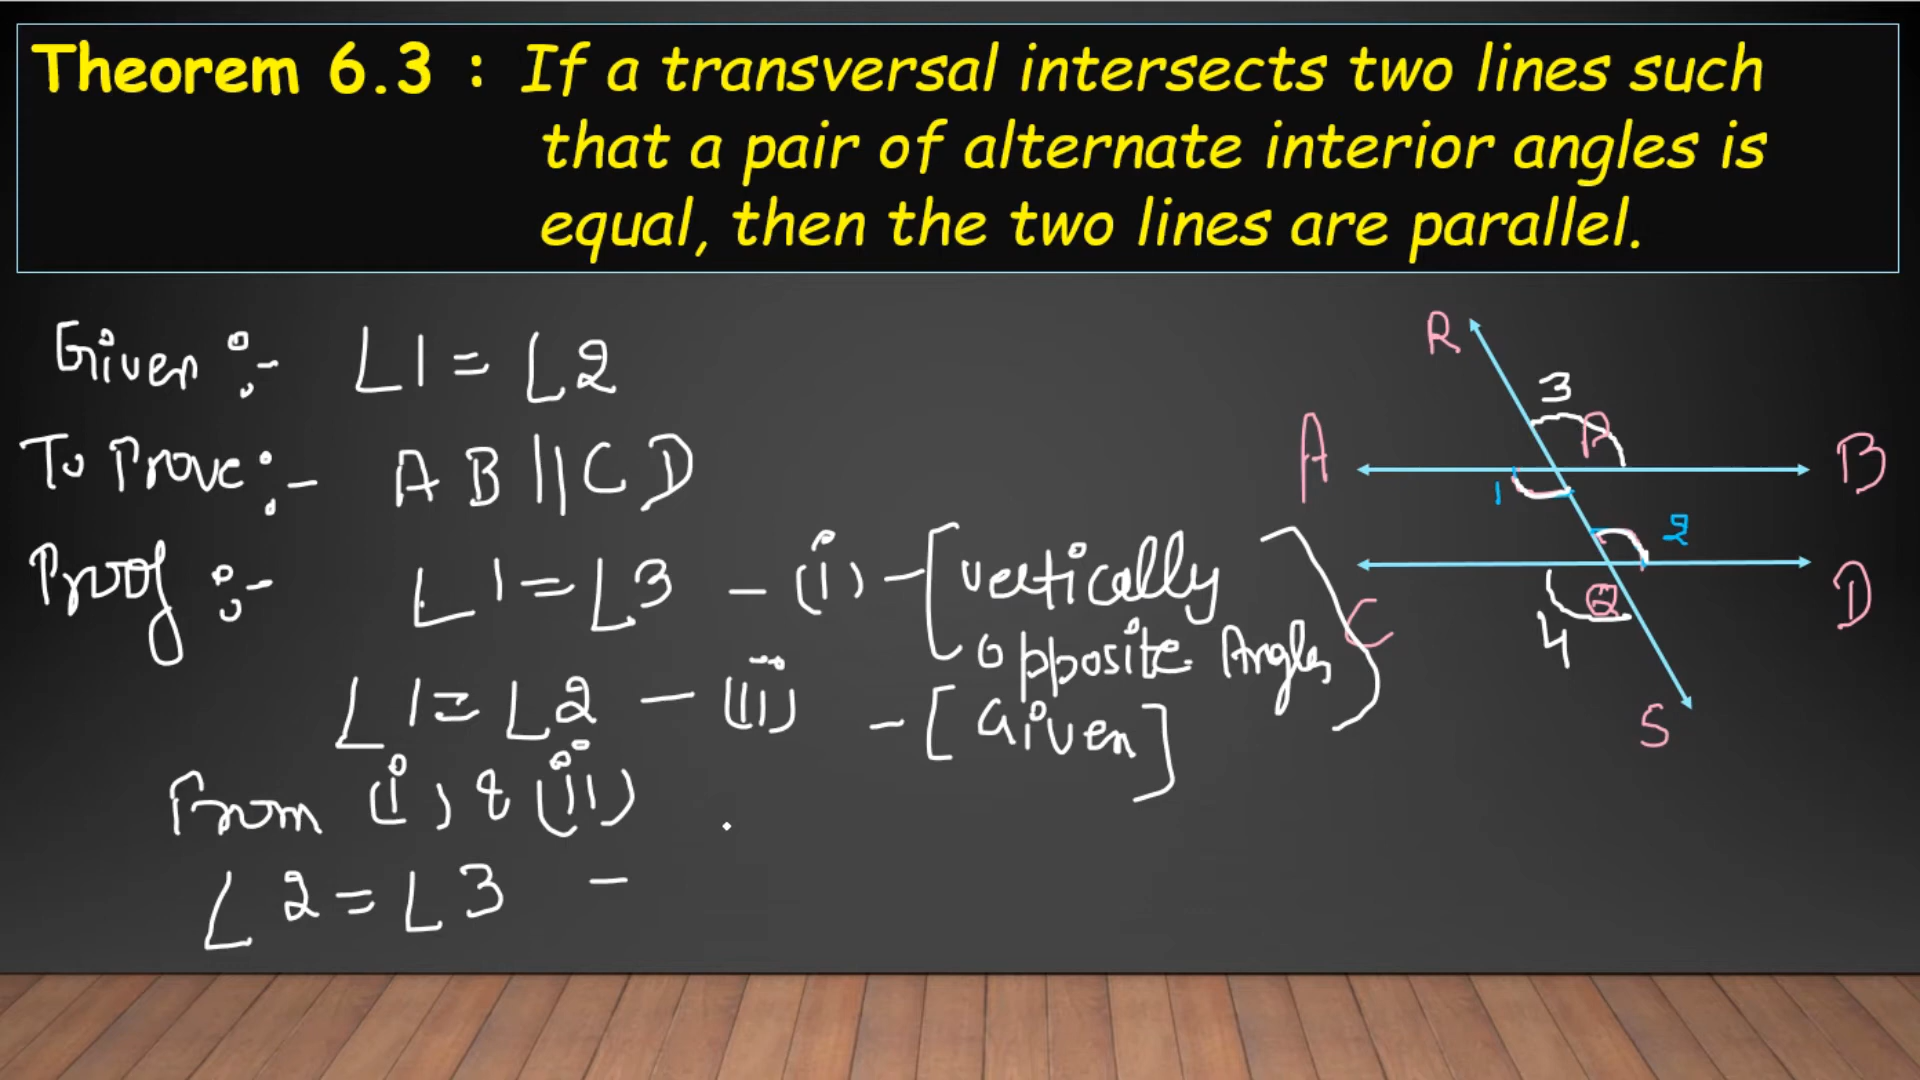 Theorem 6.3 : If a transversal intersects two lines such
that a pair of alternate interior angles is
equal, then the two lines are parallel.
Given :- ∠1 = ∠2
To Prove :- AB || CD
Proof :- ∠1 = ∠3 - (i) - [vertically
opposite Angles]
∠1 = ∠2 - (ii) - [Given]
From (i) & (ii)
∠2 = ∠3 -
R
3
A
B
1
2
C
Q
D
4
S